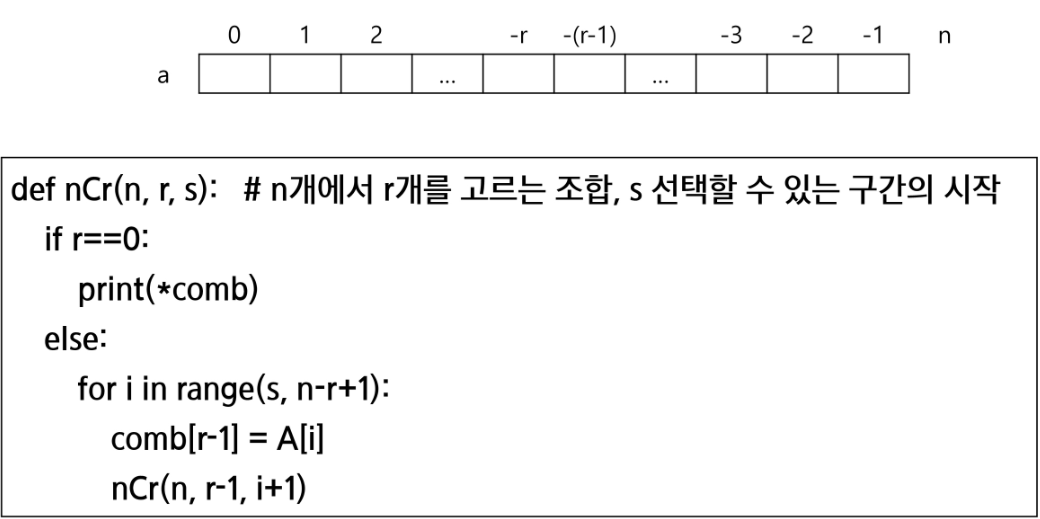 0 1 2 -r -(r-1) -3 -2 -1 n
a ... ...
def nCr(n, r, s):   # n개에서 r개를 고르는 조합, s 선택할 수 있는 구간의 시작
if r==0:
print(*comb)
else:
for i in range(s, n-r+1):
comb[r-1] = A[i]
nCr(n, r-1, i+1)